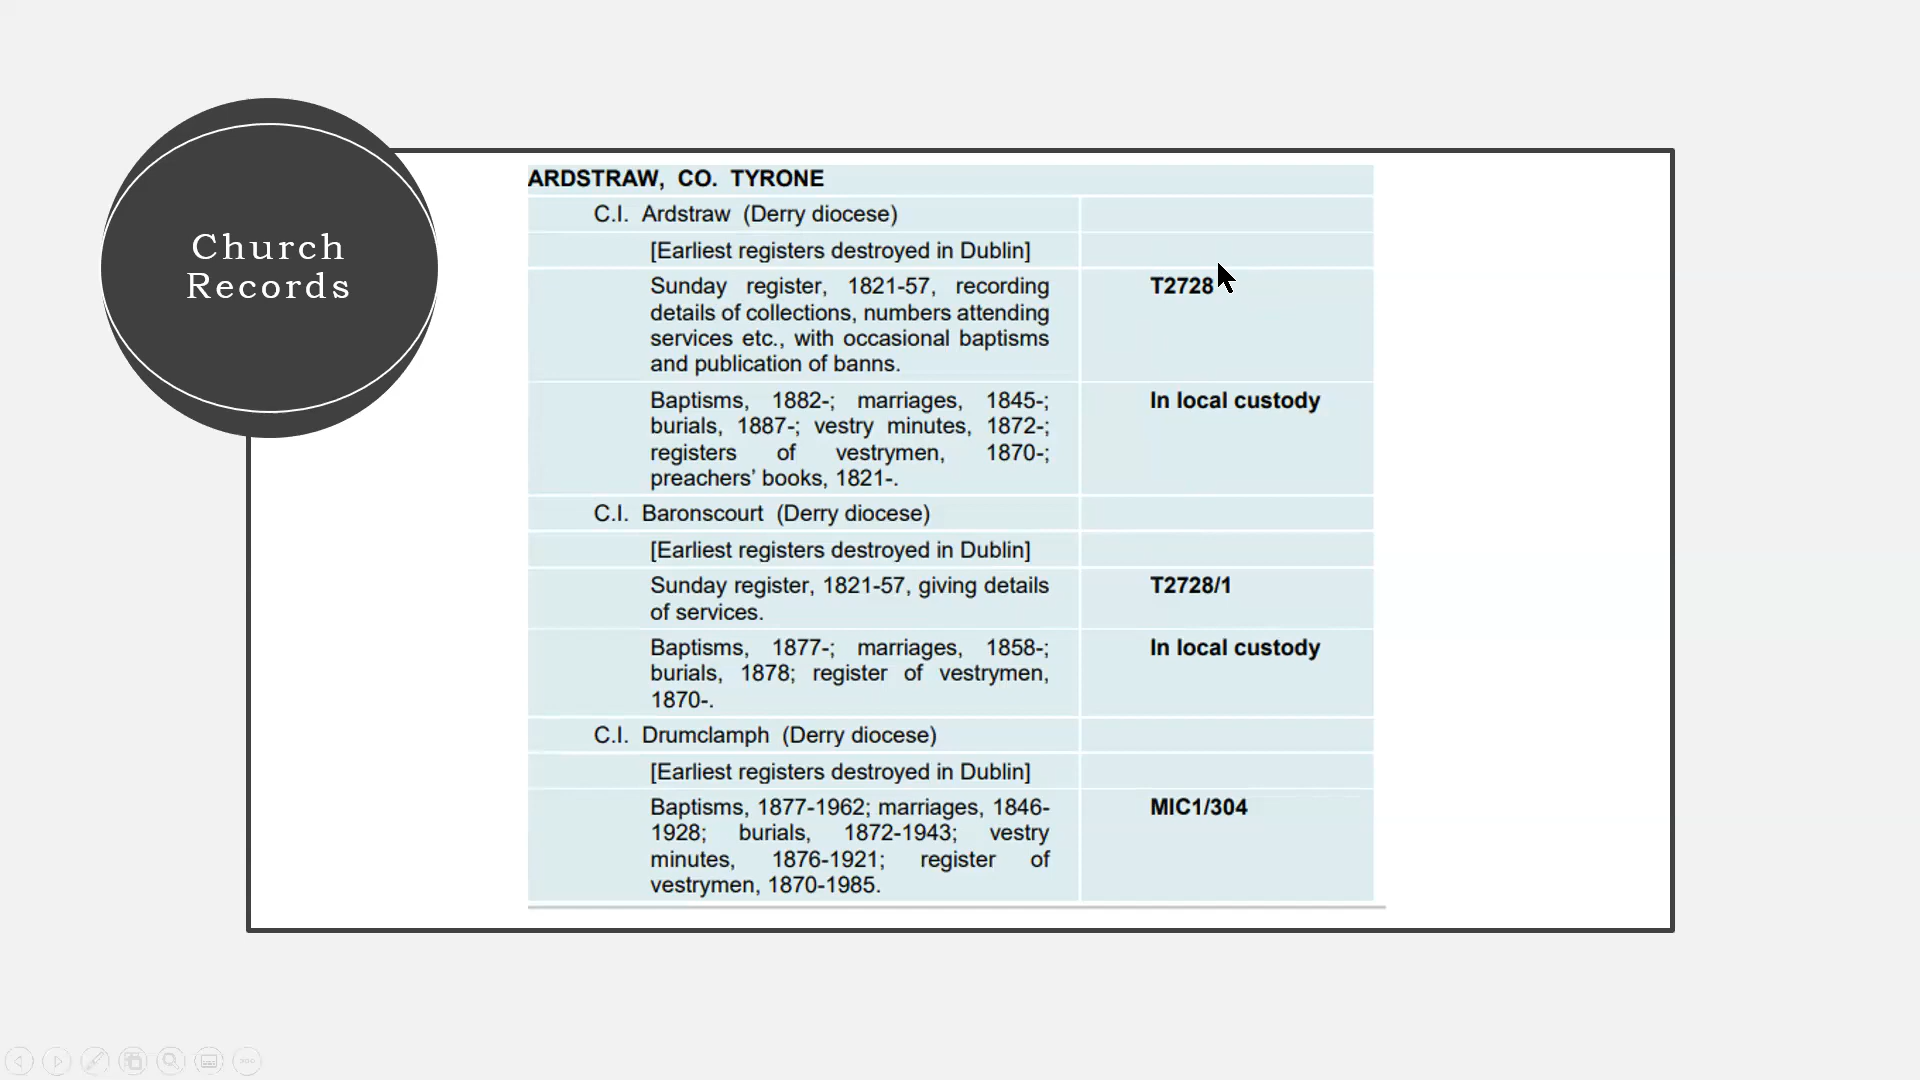 Church
Records
ARDSTRAW, CO. TYRONE
C.I. Ardstraw (Derry diocese)
[Earliest registers destroyed in Dublin]
Sunday register, 1821-57, recording
details of collections, numbers attending
services etc., with occasional baptisms
and publication of banns.
T2728
Baptisms, 1882-; marriages, 1845-;
burials, 1887-; vestry minutes, 1872-;
registers of vestrymen, 1870-;
preachers’ books, 1821-.
In local custody
C.I. Baronscourt (Derry diocese)
[Earliest registers destroyed in Dublin]
Sunday register, 1821-57, giving details
of services.
T2728/1
Baptisms, 1877-; marriages, 1858-;
burials, 1878; register of vestrymen,
1870-.
In local custody
C.I. Drumclamph (Derry diocese)
[Earliest registers destroyed in Dublin]
Baptisms, 1877-1962; marriages, 1846-
1928; burials, 1872-1943; vestry
minutes, 1876-1921; register of
vestrymen, 1870-1985.
MIC1/304